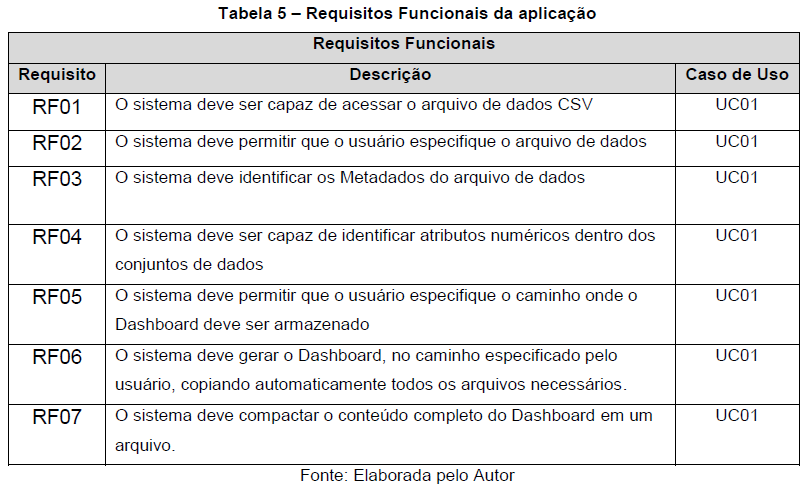 Tabela 5 – Requisitos Funcionais da aplicação
Requisitos Funcionais
Requisito Descrição Caso de Uso
RF01 O sistema deve ser capaz de acessar o arquivo de dados CSV UC01
RF02 O sistema deve permitir que o usuário especifique o arquivo de dados UC01
RF03 O sistema deve identificar os Metadados do arquivo de dados UC01
RF04 O sistema deve ser capaz de identificar atributos numéricos dentro dos UC01
conjuntos de dados
RF05 O sistema deve permitir que o usuário especifique o caminho onde o UC01
Dashboard deve ser armazenado
RF06 O sistema deve gerar o Dashboard, no caminho especificado pelo UC01
usuário, copiando automaticamente todos os arquivos necessários.
RF07 O sistema deve compactar o conteúdo completo do Dashboard em um UC01
arquivo.
Fonte: Elaborada pelo Autor